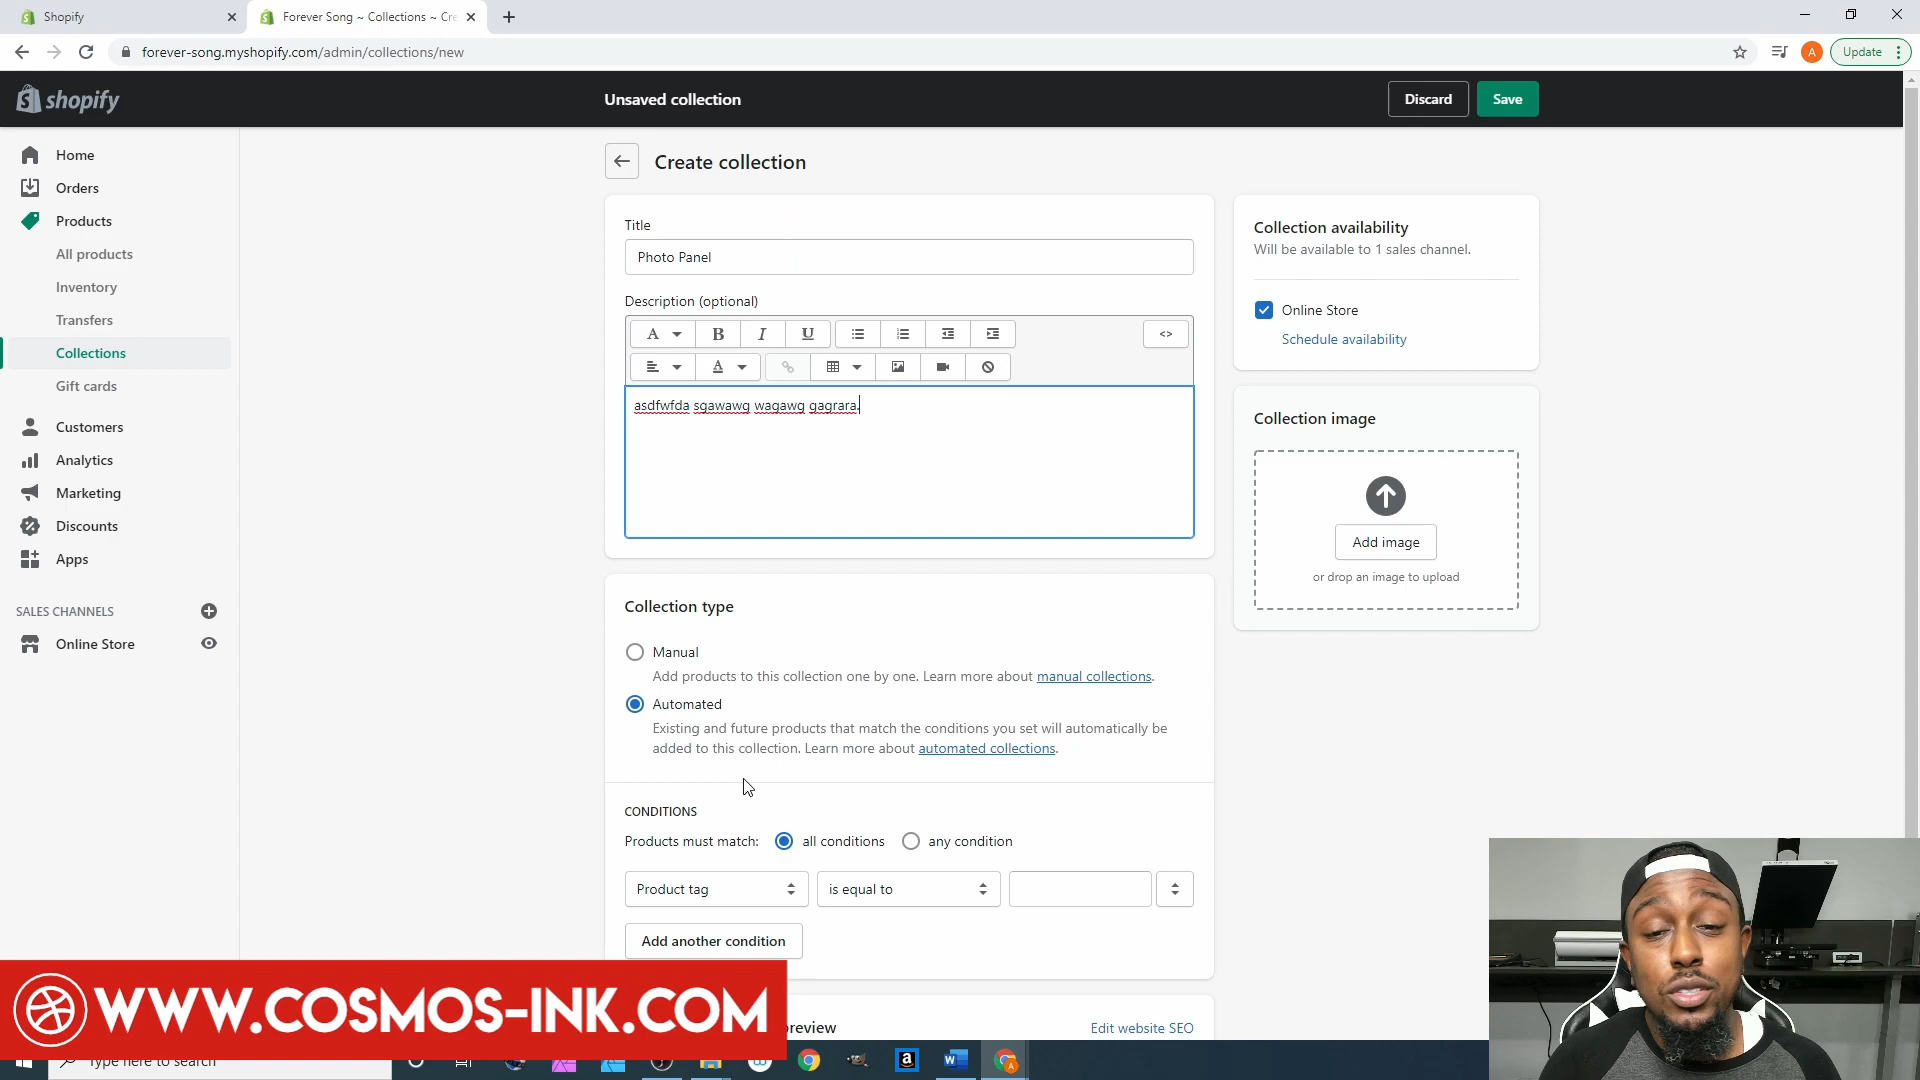 Shopify
Forever Song ~ Collections ~ Cre
forever-song.myshopify.com/admin/collections/new
A
Update
shopify
Unsaved collection
Discard
Save
Home
Orders
Products
All products
Inventory
Transfers
Collections
Gift cards
Customers
Analytics
Marketing
Discounts
Apps
SALES CHANNELS
Online Store
Create collection
Title
Photo Panel
Description (optional)
A B I U <>
A
asdfwfda sgawawg wagawg gagrara.
Collection type
Manual
Add products to this collection one by one. Learn more about manual collections.
Automated
Existing and future products that match the conditions you set will automatically be
added to this collection. Learn more about automated collections.
CONDITIONS
Products must match: all conditions any condition
Product tag is equal to
Add another condition
preview
Edit website SEO
Collection availability
Will be available to 1 sales channel.
Online Store
Schedule availability
Collection image
Add image
or drop an image to upload
WWW.COSMOS-INK.COM
Type here to search